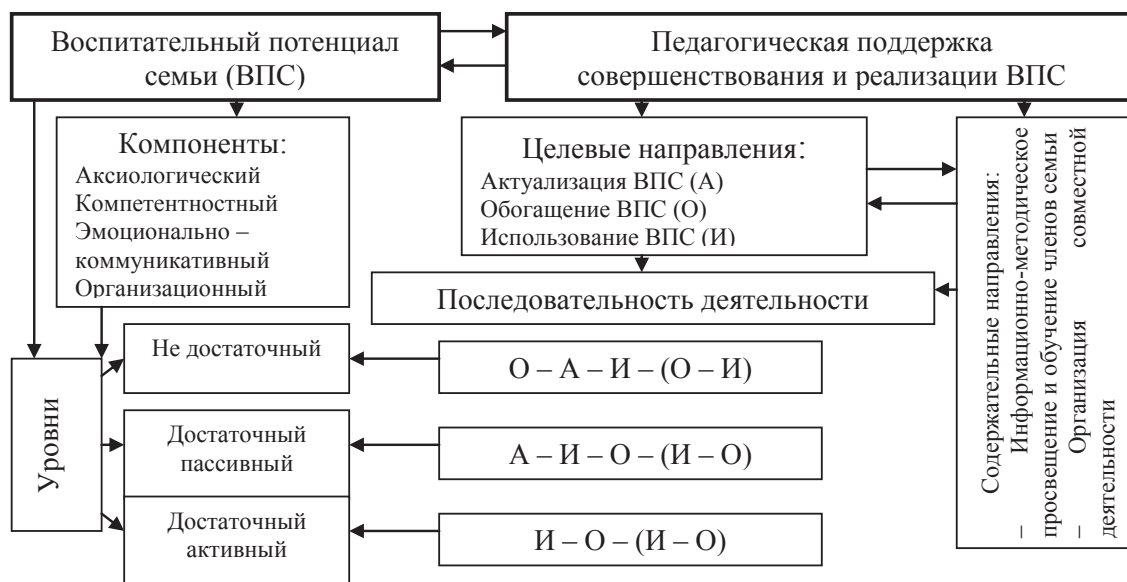 Воспитательный потенциал
семьи (ВПС)
Педагогическая поддержка
совершенствования и реализации ВПС
Компоненты:
Аксиологический
Компетентностный
Эмоционально –
коммуникативный
Организационный
Целевые направления:
Актуализация ВПС (А)
Обогащение ВПС (О)
Использование ВПС (И)
Содержательные направления:
– Информационно-методическое
просвещение и обучение членов семьи
– Организация совместной
деятельности
Последовательность деятельности
Уровни
Не достаточный
О – А – И – (О – И)
Достаточный
пассивный
А – И – О – (И – О)
Достаточный
активный
И – О – (И – О)